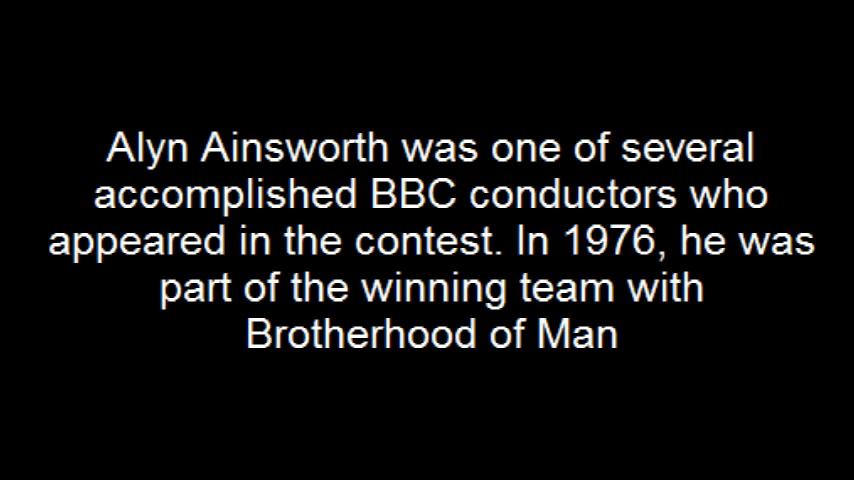 Alyn Ainsworth was one of several
accomplished BBC conductors who
appeared in the contest. In 1976, he was
part of the winning team with
Brotherhood of Man